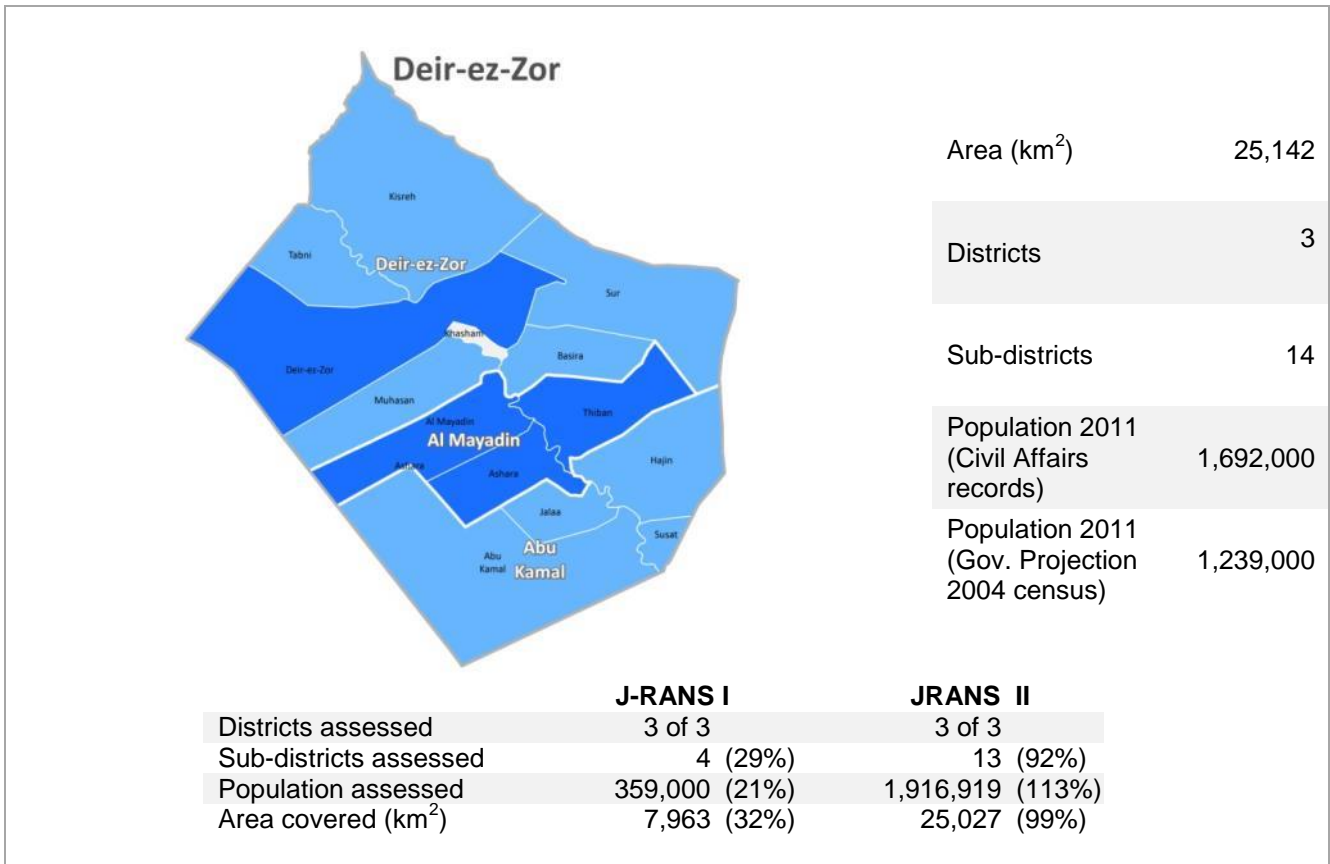 Deir-ez-Zor
Kisreh
Tabni
Deir-ez-Zor
Sur
Khasham
Basira
Deir-ez-Zor
Muhasan
Thiban
Al Mayadin
Al Mayadin
Ashara
Ashara
Hajin
Jalaa
Susat
Abu
Kamal
Abu
Kamal
Area (km²) 25,142
Districts 3
Sub-districts 14
Population 2011
(Civil Affairs 1,692,000
records)
Population 2011
(Gov. Projection 1,239,000
2004 census)
J-RANS I JRANS II
Districts assessed 3 of 3 3 of 3
Sub-districts assessed 4 (29%) 13 (92%)
Population assessed 359,000 (21%) 1,916,919 (113%)
Area covered (km²) 7,963 (32%) 25,027 (99%)